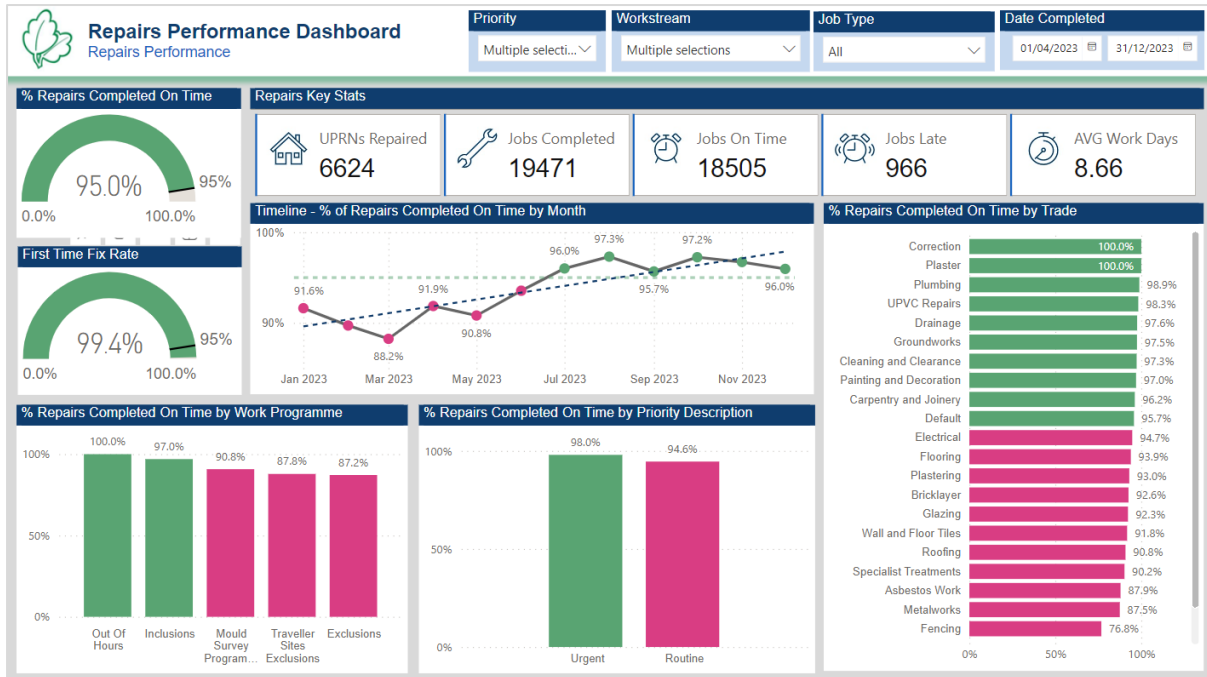 Repairs Performance Dashboard
Repairs Performance
Priority
Multiple selecti...
Workstream
Multiple selections
Job Type
All
Date Completed
01/04/2023
31/12/2023
% Repairs Completed On Time
95.0%
95%
0.0%
100.0%
First Time Fix Rate
99.4%
95%
0.0%
100.0%
Repairs Key Stats
UPRNs Repaired
6624
Jobs Completed
19471
Jobs On Time
18505
Jobs Late
966
AVG Work Days
8.66
Timeline - % of Repairs Completed On Time by Month
100%
90%
91.6%
88.2%
91.9%
90.8%
96.0%
97.3%
95.7%
97.2%
96.0%
Jan 2023
Mar 2023
May 2023
Jul 2023
Sep 2023
Nov 2023
% Repairs Completed On Time by Trade
Correction 100.0%
Plaster 100.0%
Plumbing 98.9%
UPVC Repairs 98.3%
Drainage 97.6%
Groundworks 97.5%
Cleaning and Clearance 97.3%
Painting and Decoration 97.0%
Carpentry and Joinery 96.2%
Default 95.7%
Electrical 94.7%
Flooring 93.9%
Plastering 93.0%
Bricklayer 92.6%
Glazing 92.3%
Wall and Floor Tiles 91.8%
Roofing 90.8%
Specialist Treatments 90.2%
Asbestos Work 87.9%
Metalworks 87.5%
Fencing 76.8%
0%
50%
100%
% Repairs Completed On Time by Work Programme
100%
50%
0%
100.0%
97.0%
90.8%
87.8%
87.2%
Out Of
Hours
Inclusions
Mould
Survey
Program...
Traveller
Sites
Exclusions
Exclusions
% Repairs Completed On Time by Priority Description
100%
50%
0%
98.0%
94.6%
Urgent
Routine